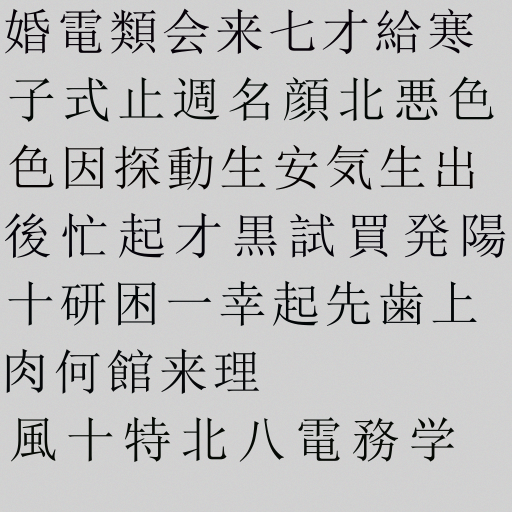 婚電類会来七才給寒
子式止週名顔北悪色
色因探動生安気生出
後忙起才黒試買発陽
十研困一幸起先歯上
肉何館来理
風十特北八電務学